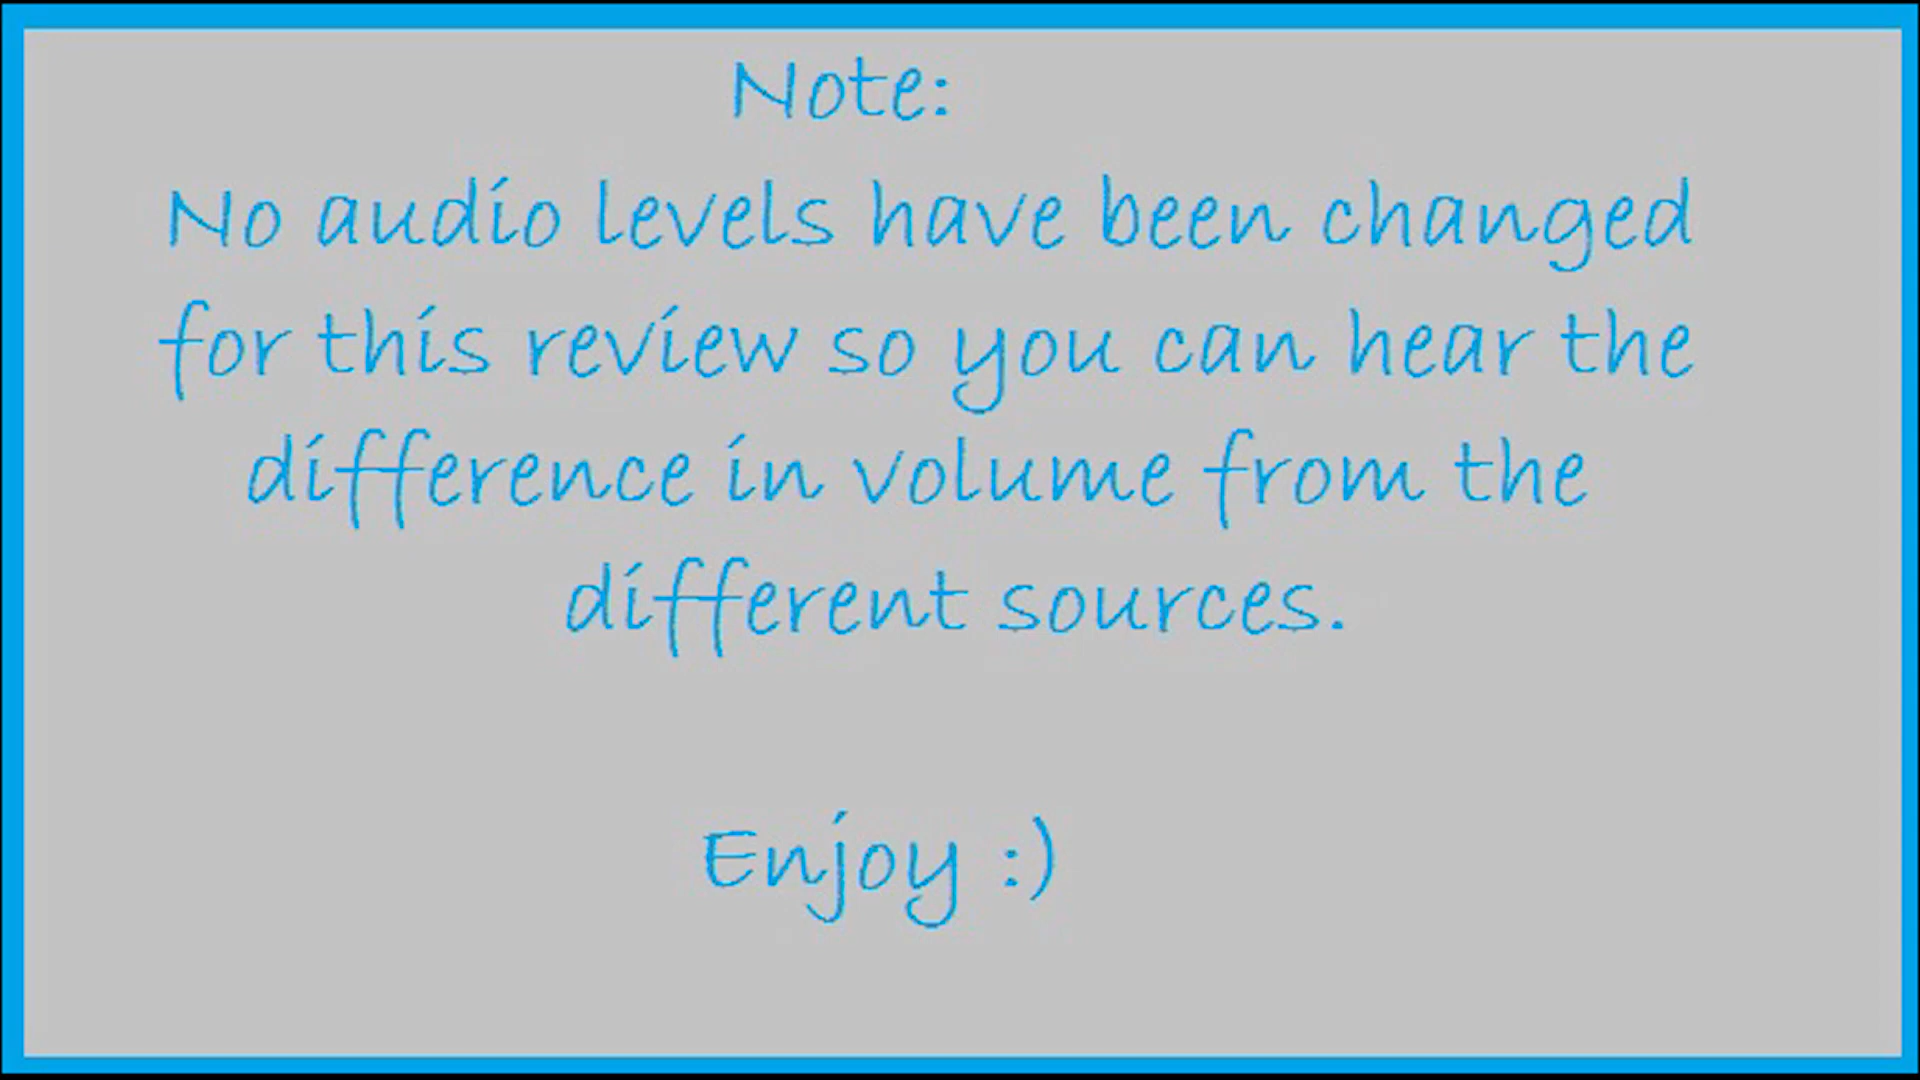 Note:
No audio levels have been changed
for this review so you can hear the
difference in volume from the
different sources.
Enjoy :)